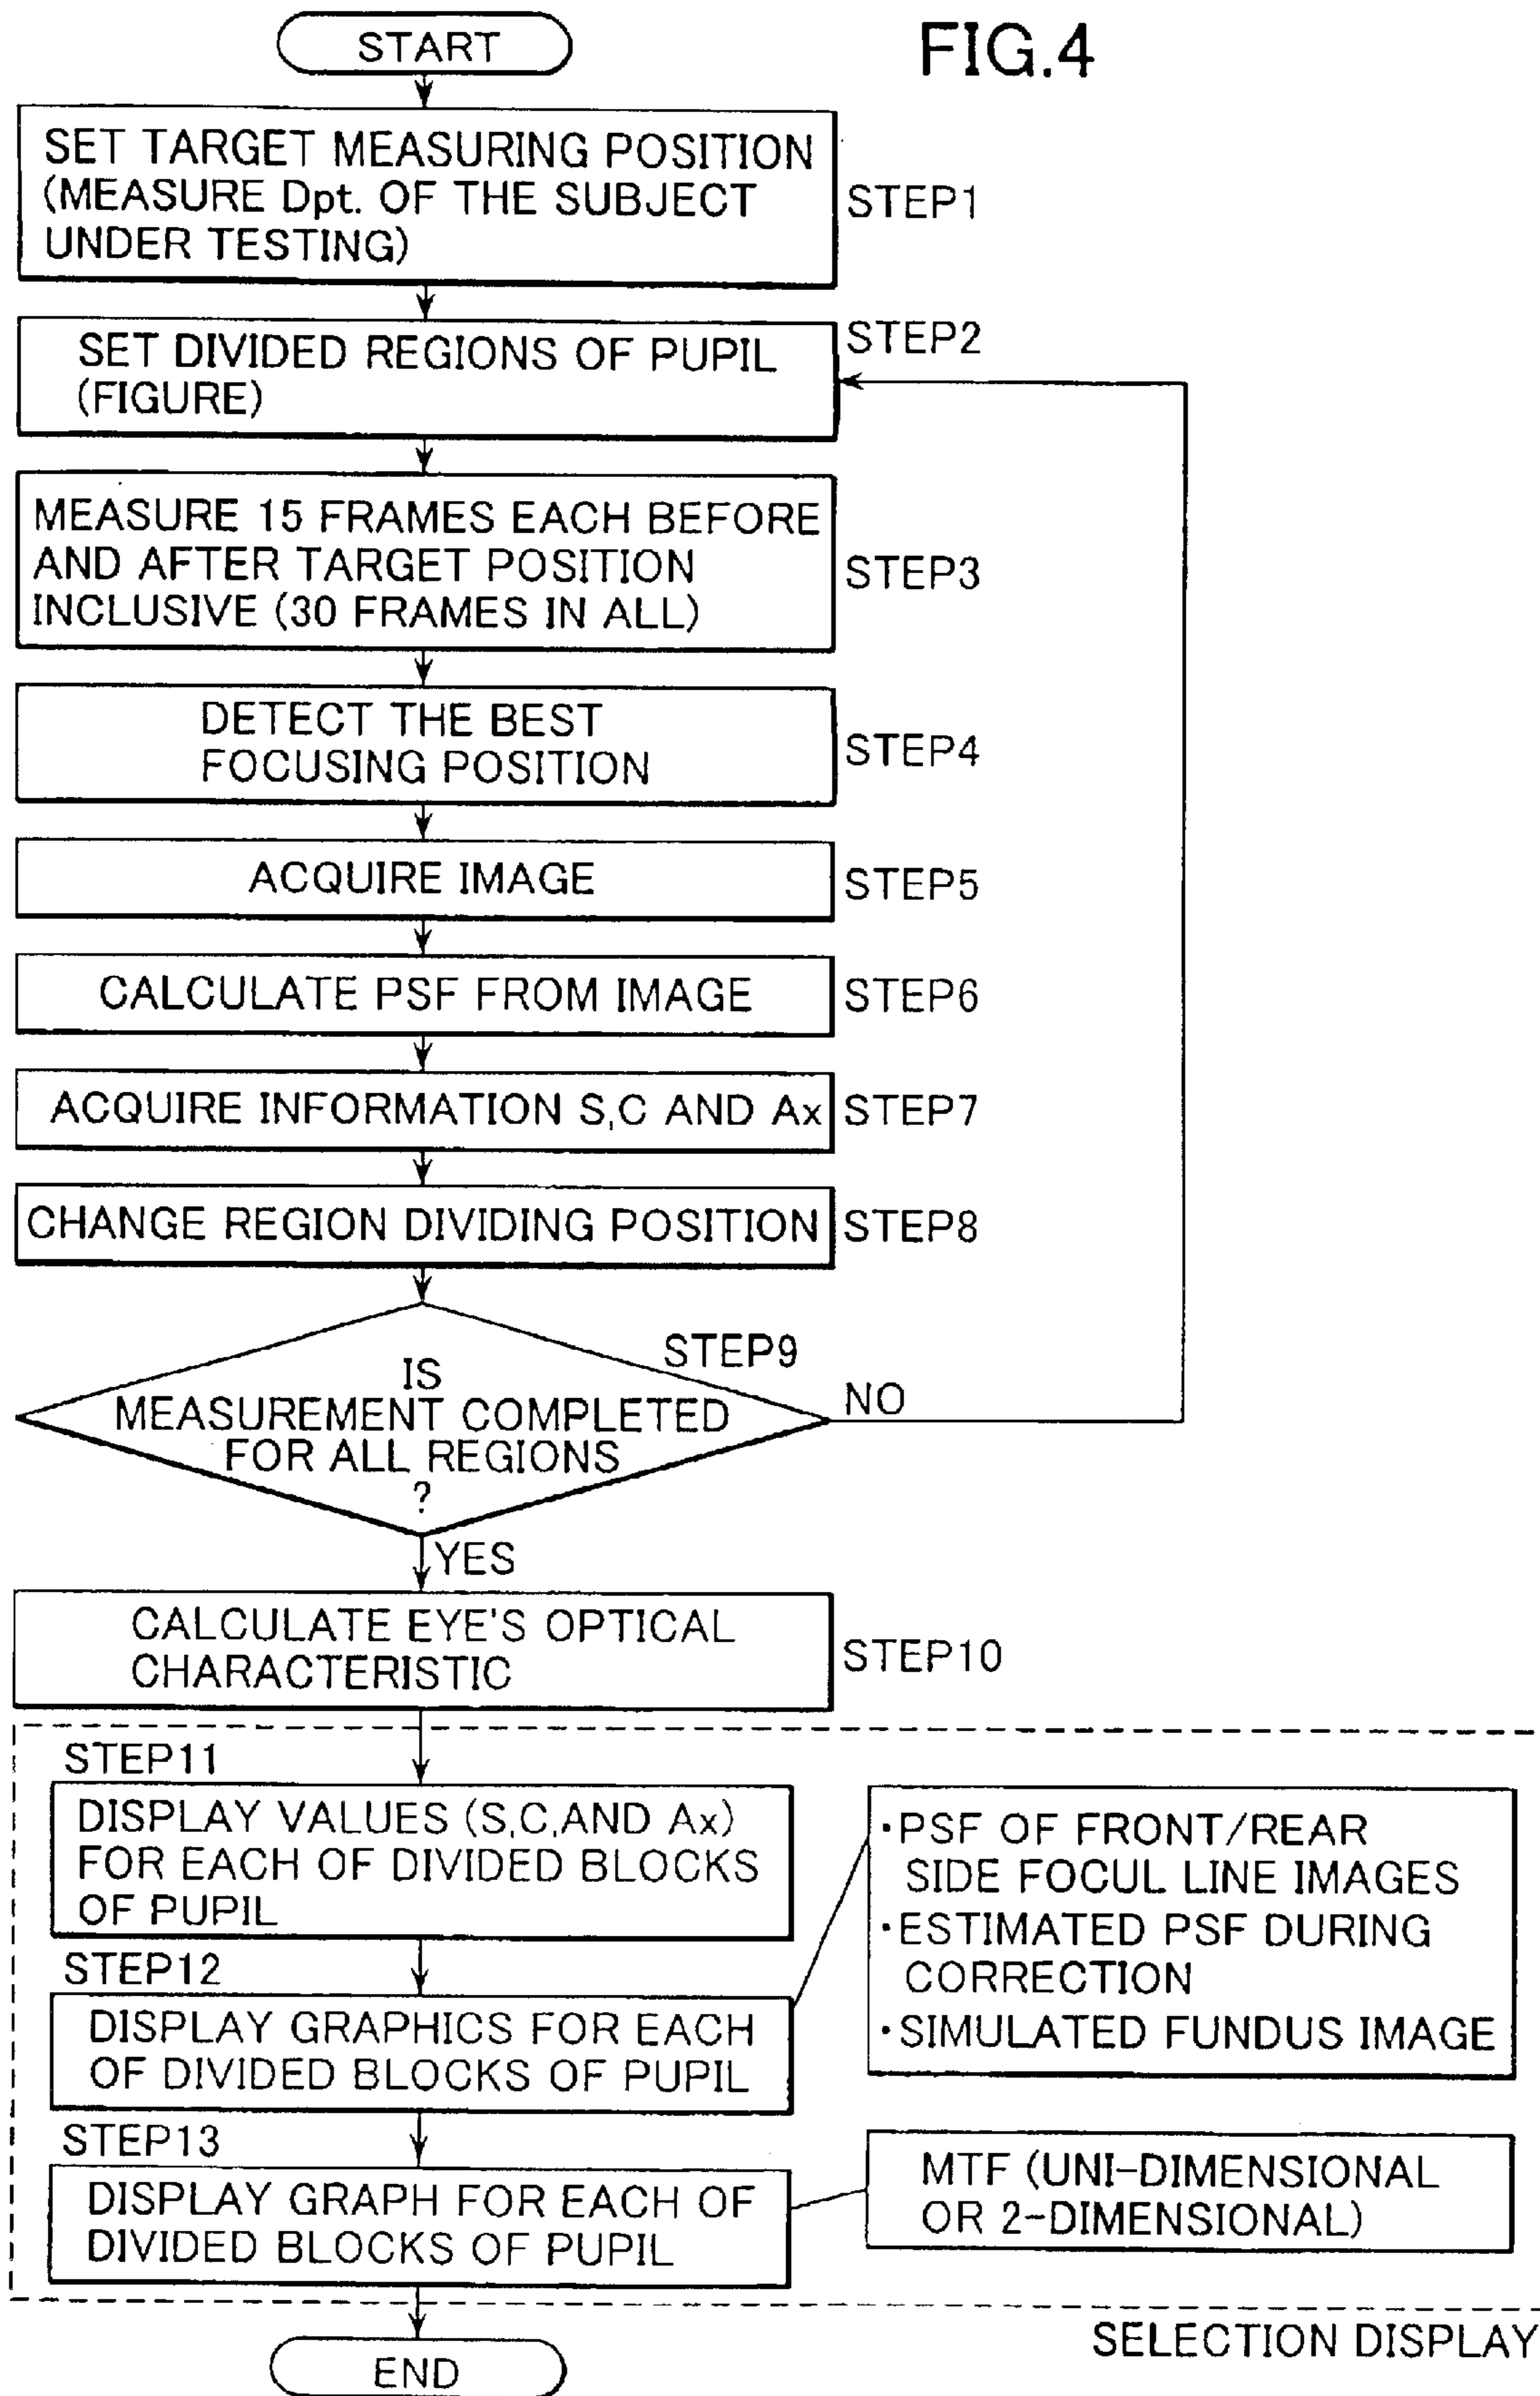 FIG.4
START
SET TARGET MEASURING POSITION
(MEASURE Dpt. OF THE SUBJECT
UNDER TESTING)
STEP1
SET DIVIDED REGIONS OF PUPIL
(FIGURE)
STEP2
MEASURE 15 FRAMES EACH BEFORE
AND AFTER TARGET POSITION
INCLUSIVE (30 FRAMES IN ALL)
STEP3
DETECT THE BEST
FOCUSING POSITION
STEP4
ACQUIRE IMAGE
STEP5
CALCULATE PSF FROM IMAGE
STEP6
ACQUIRE INFORMATION S,C AND Ax
STEP7
CHANGE REGION DIVIDING POSITION
STEP8
STEP9
IS
MEASUREMENT COMPLETED
FOR ALL REGIONS
?
NO
YES
CALCULATE EYE'S OPTICAL
CHARACTERISTIC
STEP10
STEP11
DISPLAY VALUES (S,C,AND Ax)
FOR EACH OF DIVIDED BLOCKS
OF PUPIL
STEP12
DISPLAY GRAPHICS FOR EACH
OF DIVIDED BLOCKS OF PUPIL
・PSF OF FRONT/REAR
SIDE FOCUL LINE IMAGES
・ESTIMATED PSF DURING
CORRECTION
・SIMULATED FUNDUS IMAGE
STEP13
DISPLAY GRAPH FOR EACH OF
DIVIDED BLOCKS OF PUPIL
MTF (UNI-DIMENSIONAL
OR 2-DIMENSIONAL)
SELECTION DISPLAY
END